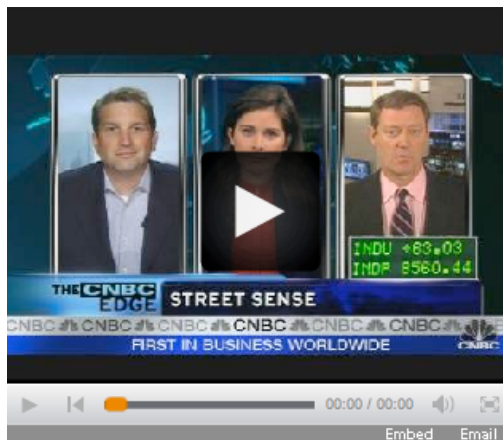 INDU +83.03
INDP 8560.44
THE CNBC EDGE STREET SENSE
CNBC CNBC CNBC CNBC CNBC CNBC CNBC
FIRST IN BUSINESS WORLDWIDE
CNBC
00:00 / 00:00
Embed Email